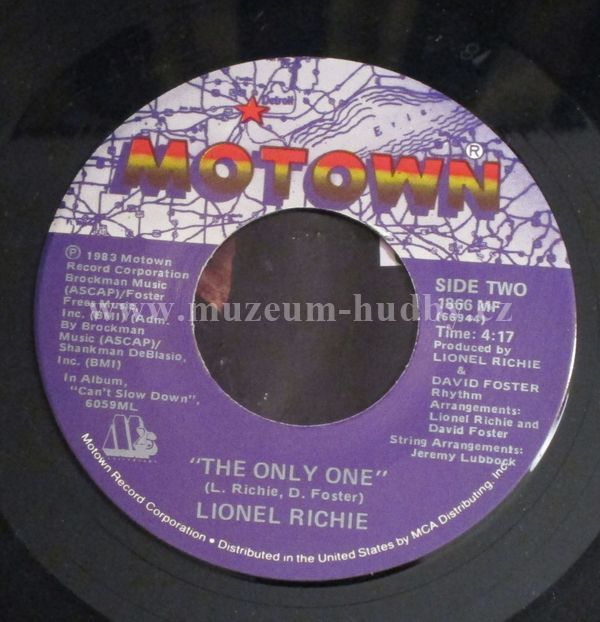 Detroit
Erie
MOTOWN®
℗ 1983 Motown
Record Corporation
Brockman Music
(ASCAP)/Foster
Frees Music,
Inc. (BMI) (Adm.
By Brockman
Music (ASCAP)/
Shankman DeBlasio,
Inc. (BMI)
In Album,
"Can't Slow Down",
6059ML
SIDE TWO
1866 MF
(66944)
Time: 4:17
Produced by
LIONEL RICHIE
&
DAVID FOSTER
Rhythm
Arrangements:
Lionel Richie and
David Foster
String Arrangements:
Jeremy Lubbock
www.muzeum-hudby.cz
"THE ONLY ONE"
(L. Richie, D. Foster)
LIONEL RICHIE
Motown Record Corporation • Distributed in the United States by MCA Distributing, Inc.